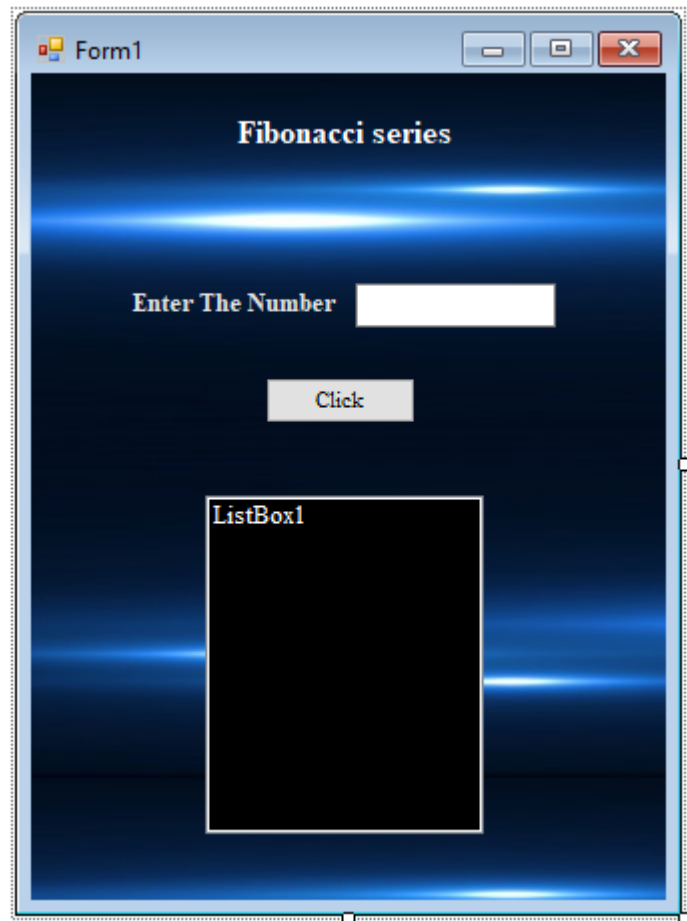 Form1
Fibonacci series
Enter The Number
Click
ListBox1